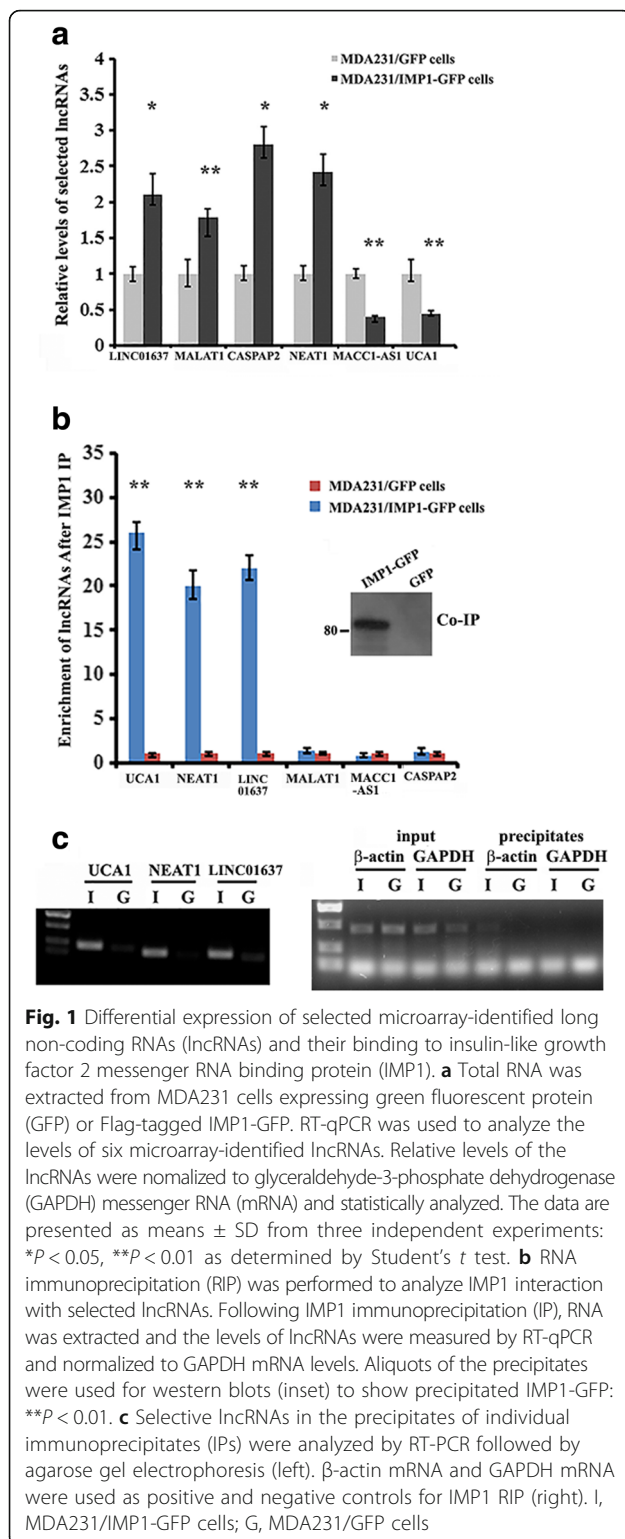 a
MDA231/GFP cells
MDA231/IMP1-GFP cells
Relative levels of selected lncRNAs
4
3.5
3
2.5
2
1.5
1
0.5
0
* ** * * ** **
LINC01637 MALAT1 CASPAP2 NEAT1 MACC1-AS1 UCA1
b
Enrichment of lncRNAs After IMP1 IP
35
30
25
20
15
10
5
0
** ** **
MDA231/GFP cells
MDA231/IMP1-GFP cells
IMP1-GFP
GFP
80
Co-IP
UCA1 NEAT1 LINC 01637 MALAT1 MACC1 -AS1 CASPAP2
c
UCA1 NEAT1 LINC01637
I G I G I G
input precipitates
β-actin GAPDH β-actin GAPDH
I G I G I G I G
Fig. 1 Differential expression of selected microarray-identified long
non-coding RNAs (lncRNAs) and their binding to insulin-like growth
factor 2 messenger RNA binding protein (IMP1). a Total RNA was
extracted from MDA231 cells expressing green fluorescent protein
(GFP) or Flag-tagged IMP1-GFP. RT-qPCR was used to analyze the
levels of six microarray-identified lncRNAs. Relative levels of the
lncRNAs were nomalized to glyceraldehyde-3-phosphate dehydrogenase
(GAPDH) messenger RNA (mRNA) and statistically analyzed. The data are
presented as means ± SD from three independent experiments:
*P < 0.05, **P < 0.01 as determined by Student's t test. b RNA
immunoprecipitation (RIP) was performed to analyze IMP1 interaction
with selected lncRNAs. Following IMP1 immunoprecipitation (IP), RNA
was extracted and the levels of lncRNAs were measured by RT-qPCR
and normalized to GAPDH mRNA levels. Aliquots of the precipitates
were used for western blots (inset) to show precipitated IMP1-GFP:
**P < 0.01. c Selective lncRNAs in the precipitates of individual
immunoprecipitates (IPs) were analyzed by RT-PCR followed by
agarose gel electrophoresis (left). β-actin mRNA and GAPDH mRNA
were used as positive and negative controls for IMP1 RIP (right). I,
MDA231/IMP1-GFP cells; G, MDA231/GFP cells